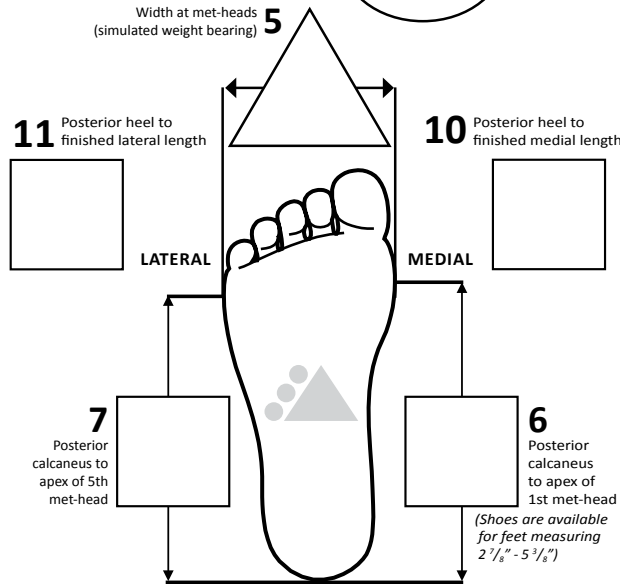 Width at met-heads
(simulated weight bearing) 5
11 Posterior heel to
finished lateral length
10 Posterior heel to
finished medial length
LATERAL
MEDIAL
7
Posterior
calcaneus to
apex of 5th
met-head
6
Posterior
calcaneus
to apex of
1st met-head
(Shoes are available
for feet measuring
2 7/8" - 5 3/8")